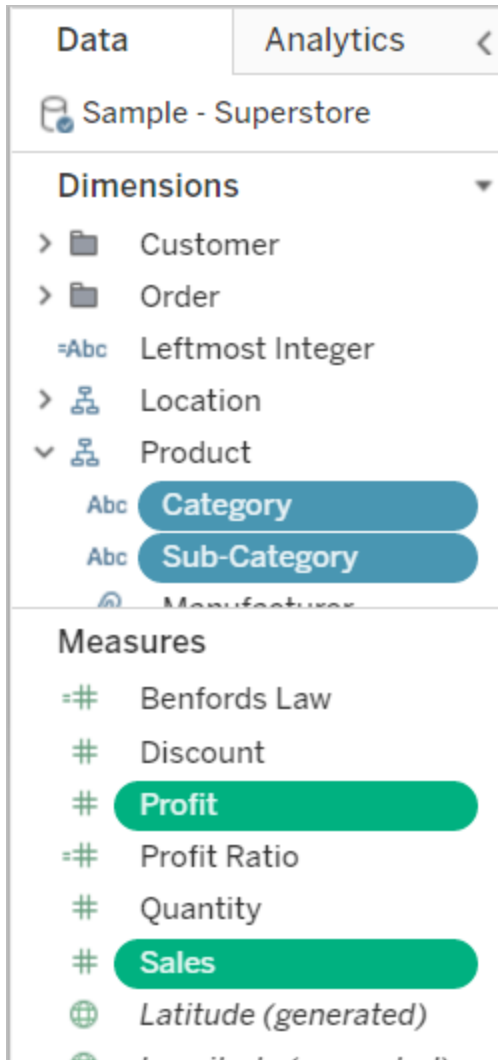 Data Analytics
Sample - Superstore
Dimensions
Customer
Order
=Abc Leftmost Integer
Location
Product
Abc Category
Abc Sub-Category
Manufacturer
Measures
=# Benfords Law
# Discount
# Profit
=# Profit Ratio
# Quantity
# Sales
Latitude (generated)